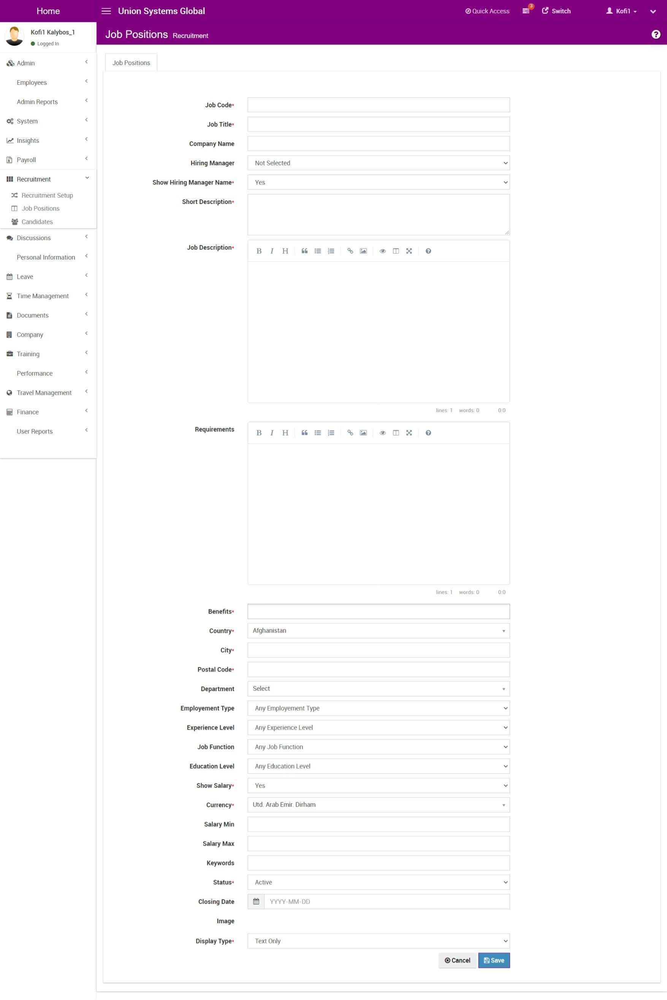 Home
Union Systems Global
Quick Access
3
Switch
Kofi1
Kofi1 Kalybos_1
Logged In
Job Positions Recruitment
Admin
Employees
Admin Reports
System
Insights
Payroll
Recruitment
Recruitment Setup
Job Positions
Candidates
Discussions
Personal Information
Leave
Time Management
Documents
Company
Training
Performance
Travel Management
Finance
User Reports
Job Positions
Job Code*
Job Title*
Company Name
Hiring Manager Not Selected
Show Hiring Manager Name* Yes
Short Description*
Job Description* B I H
lines: 1 words: 0 0:0
Requirements B I H
lines: 1 words: 0 0:0
Benefits*
Country* Afghanistan
City*
Postal Code*
Department Select
Employement Type Any Employement Type
Experience Level Any Experience Level
Job Function Any Job Function
Education Level Any Education Level
Show Salary* Yes
Currency* Utd. Arab Emir. Dirham
Salary Min
Salary Max
Keywords
Status* Active
Closing Date YYYY-MM-DD
Image
Display Type* Text Only
Cancel Save